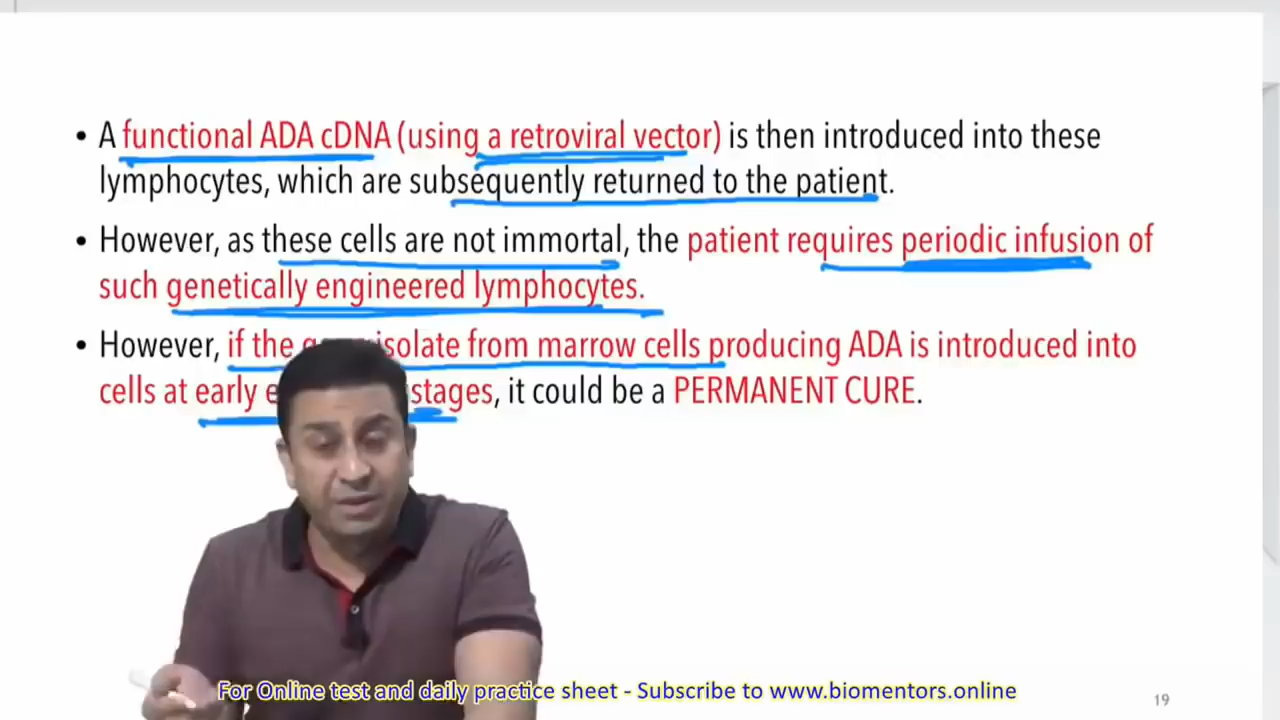 • A functional ADA cDNA (using a retroviral vector) is then introduced into these
lymphocytes, which are subsequently returned to the patient.
• However, as these cells are not immortal, the patient requires periodic infusion of
such genetically engineered lymphocytes.
• However, if the isolate from marrow cells producing ADA is introduced into
cells at early stages, it could be a PERMANENT CURE.
For Online test and daily practice sheet - Subscribe to www.biomentors.online
19